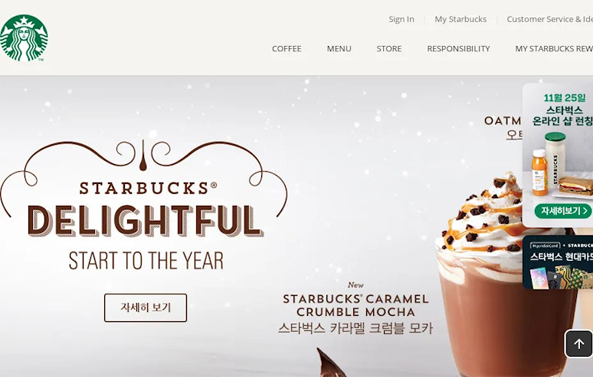 Sign In
My Starbucks
Customer Service & Ide
COFFEE
MENU
STORE
RESPONSIBILITY
MY STARBUCKS REW
STARBUCKS®
DELIGHTFUL
START TO THE YEAR
자세히 보기
New
STARBUCKS® CARAMEL
CRUMBLE MOCHA
스타벅스 카라멜 크럼블 모카
OATM
11월 25일
스타벅스
온라인 샵 런칭
자세히보기 >
HyundaiCard + STARBUCK
스타벅스 현대카드